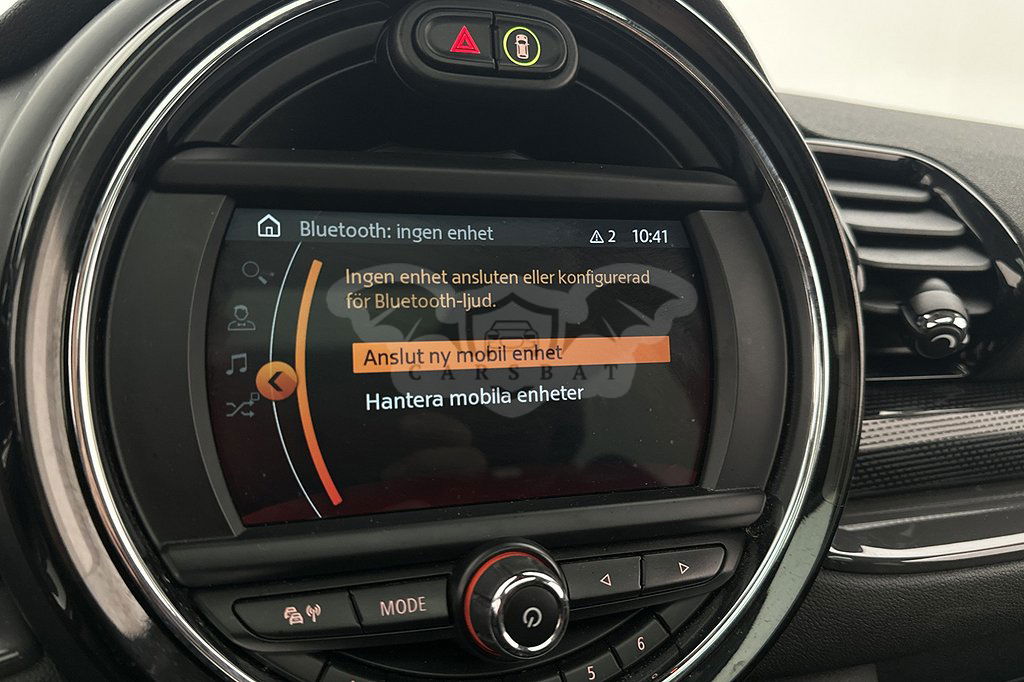 Bluetooth: ingen enhet
2 10:41
Ingen enhet ansluten eller konfigurerad
för Bluetooth-ljud.
Anslut ny mobil enhet
CARSBAT
Hantera mobila enheter
P
MODE
5
6